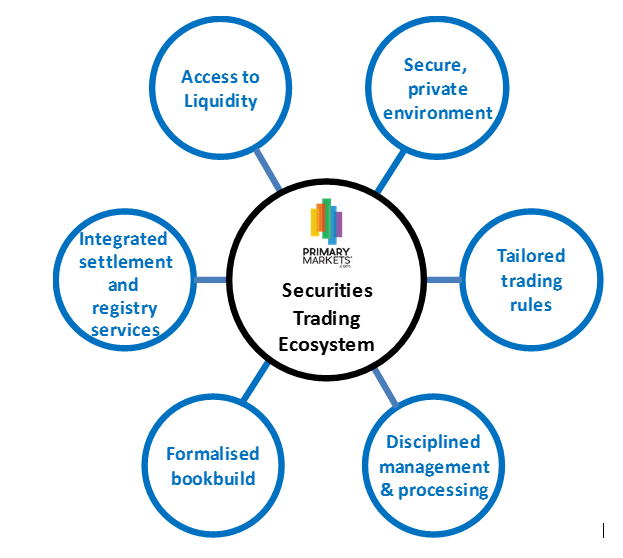 Access to
Liquidity
Secure,
private
environment
PRIMARY
MARKETS
.com
Securities
Trading
Ecosystem
Integrated
settlement
and
registry
services
Tailored
trading
rules
Formalised
bookbuild
Disciplined
management
& processing